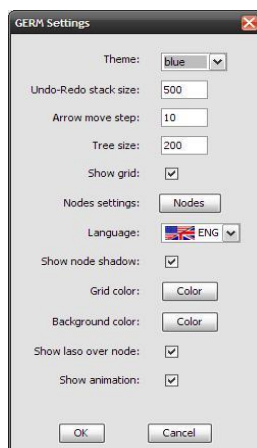 GERM Settings
Theme: blue
Undo-Redo stack size: 500
Arrow move step: 10
Tree size: 200
Show grid:
Nodes settings: Nodes
Language: ENG
Show node shadow:
Grid color: Color
Background color: Color
Show laso over node:
Show animation:
OK Cancel